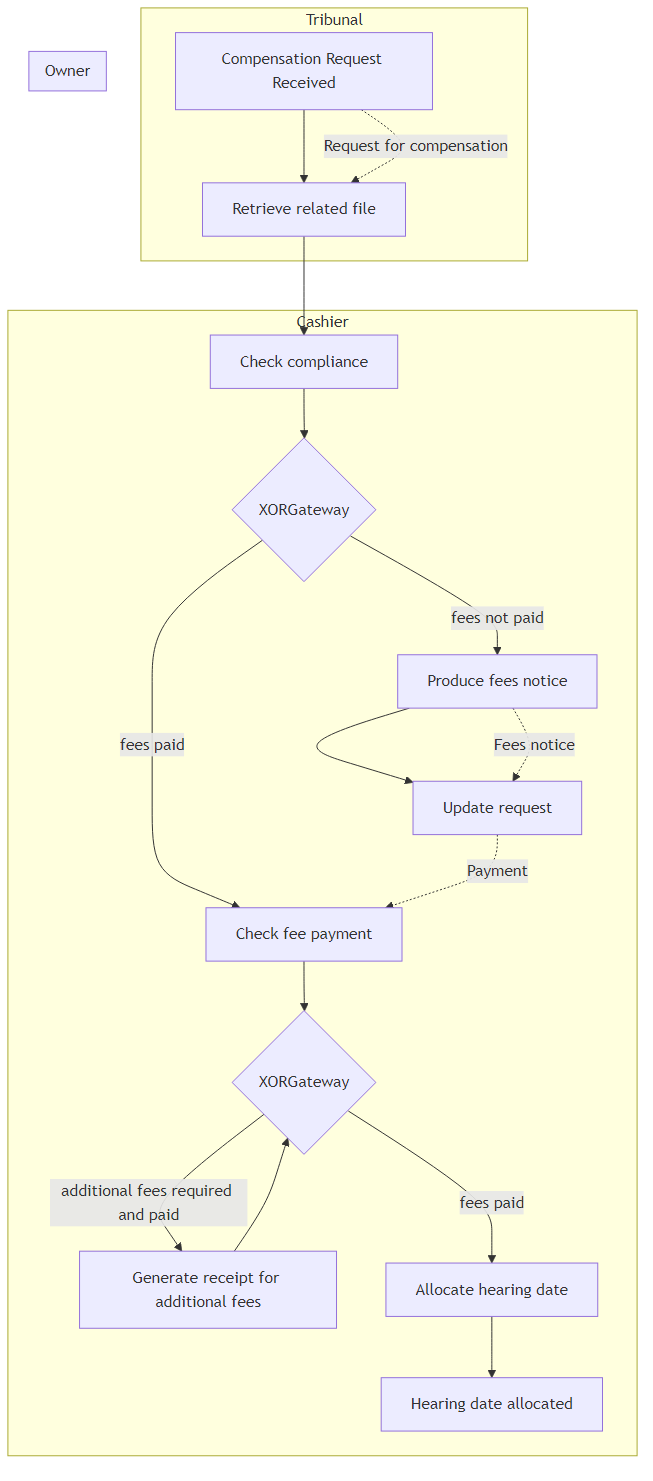 Tribunal
Owner
Compensation Request
Received
Request for compensation
Retrieve related file
Cashier
Check compliance
XORGateway
fees not paid
Produce fees notice
fees paid
Fees notice
Update request
Payment
Check fee payment
XORGateway
additional fees required
and paid
fees paid
Generate receipt for
additional fees
Allocate hearing date
Hearing date allocated